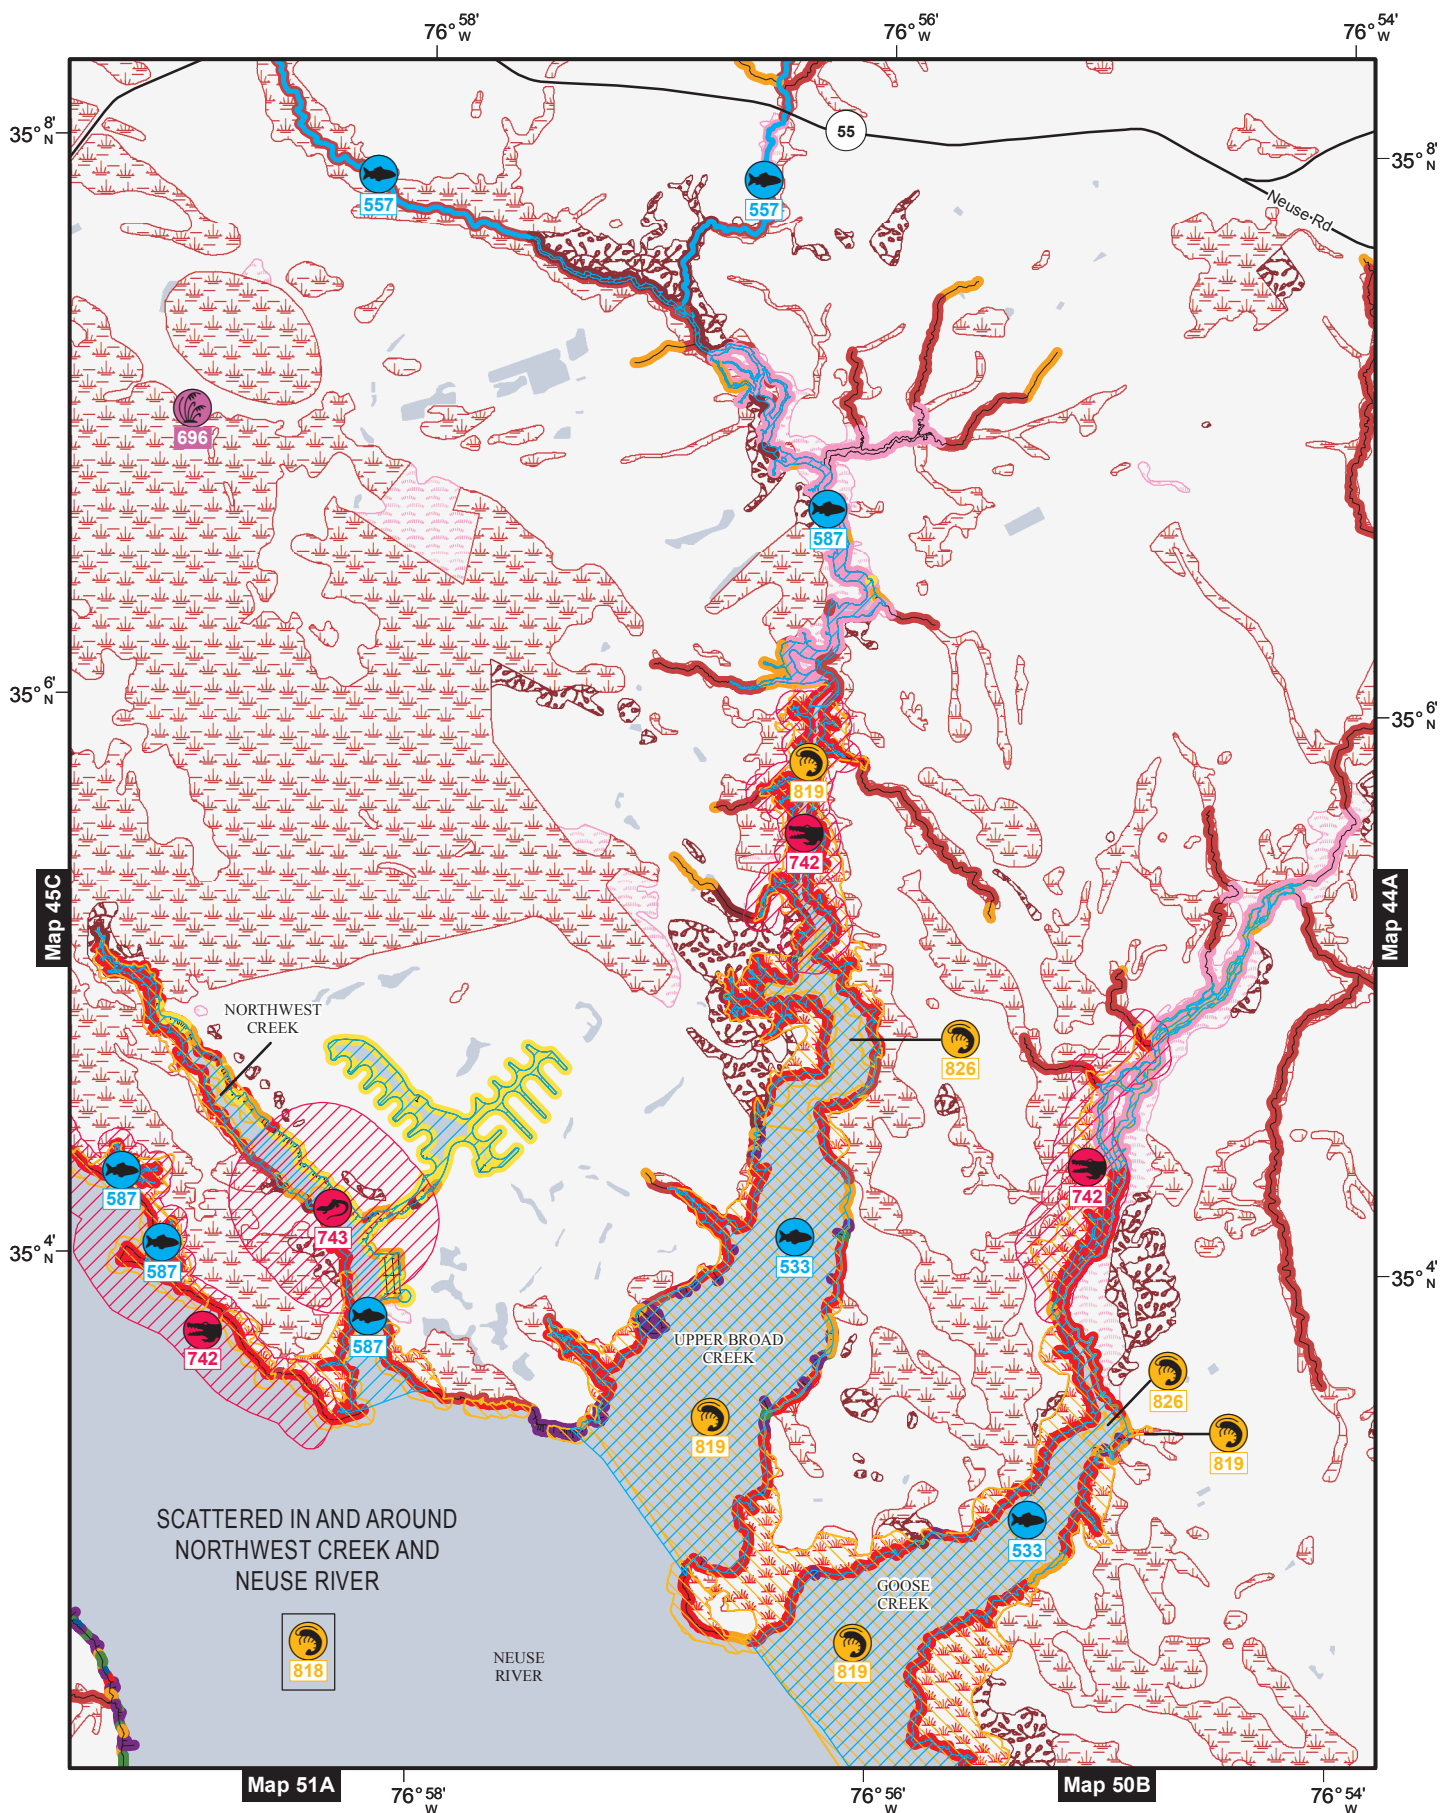 76°58'W
76°56'W
76°54'W
35°8'N
55
35°8'N
557
557
Neuse Rd
696
587
35°6'N
35°6'N
819
742
Map 45C
Map 44A
NORTHWEST
CREEK
826
587
742
743
587
533
35°4'N
35°4'N
742
587
UPPER BROAD
CREEK
826
819
819
SCATTERED IN AND AROUND
NORTHWEST CREEK AND
NEUSE RIVER
533
GOOSE
CREEK
818
NEUSE
RIVER
819
Map 51A
Map 50B
76°58'W
76°56'W
76°54'W